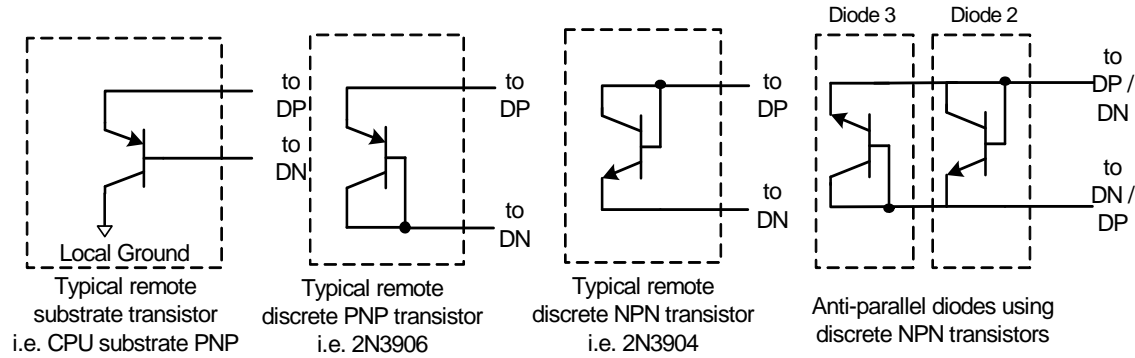 Diode 3
Diode 2
to
DP
to
DN
Local Ground
Typical remote
substrate transistor
i.e. CPU substrate PNP
to
DP
to
DN
Typical remote
discrete PNP transistor
i.e. 2N3906
to
DP
to
DN
Typical remote
discrete NPN transistor
i.e. 2N3904
to
DP /
DN
to
DN /
DP
Anti-parallel diodes using
discrete NPN transistors